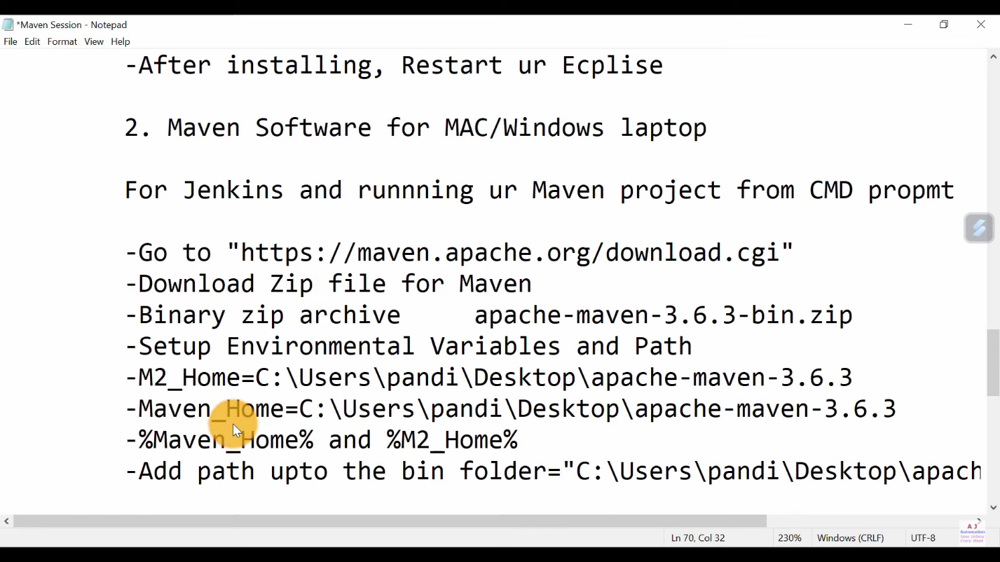 *Maven Session - Notepad
File Edit Format View Help
-After installing, Restart ur Ecplise
2. Maven Software for MAC/Windows laptop
For Jenkins and runnning ur Maven project from CMD propmt
-Go to "https://maven.apache.org/download.cgi"
-Download Zip file for Maven
-Binary zip archive apache-maven-3.6.3-bin.zip
-Setup Environmental Variables and Path
-M2_Home=C:\Users\pandi\Desktop\apache-maven-3.6.3
-Maven_Home=C:\Users\pandi\Desktop\apache-maven-3.6.3
-%Maven_Home% and %M2_Home%
-Add path upto the bin folder="C:\Users\pandi\Desktop\apach
Ln 70, Col 32 230% Windows (CRLF) UTF-8
A J
Automation
New Videos
Every Week